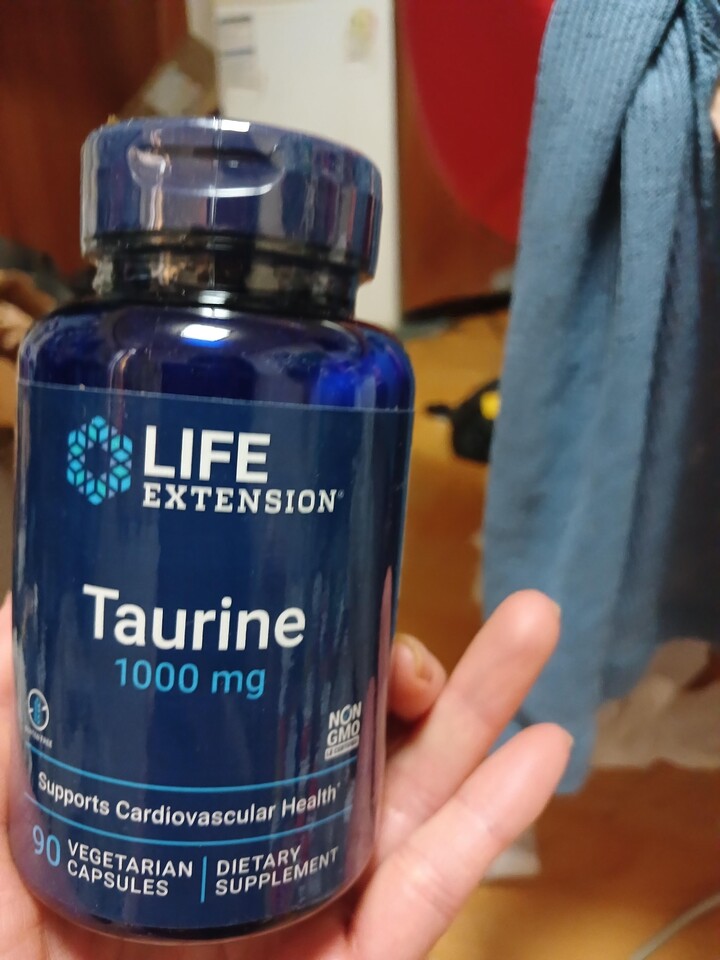 LIFE
EXTENSION®
Taurine
1000 mg
NON
GMO
Supports Cardiovascular Health*
90 VEGETARIAN CAPSULES
DIETARY SUPPLEMENT